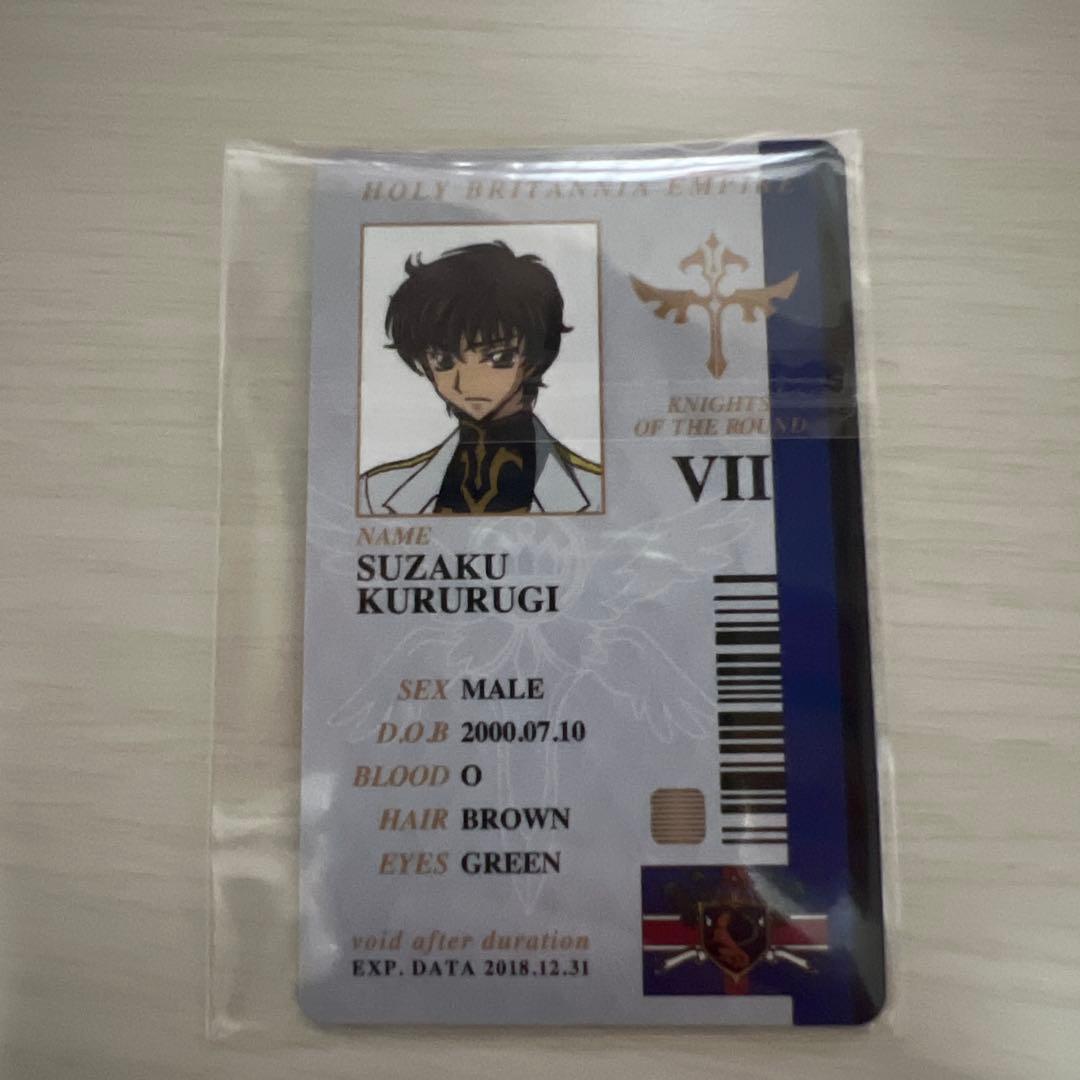 HOLY BRITANNIA EMPIRE
KNIGHTS
OF THE ROUND
VII
NAME
SUZAKU
KURURUGI
SEX MALE
D.O.B 2000.07.10
BLOOD O
HAIR BROWN
EYES GREEN
void after duration
EXP. DATA 2018.12.31